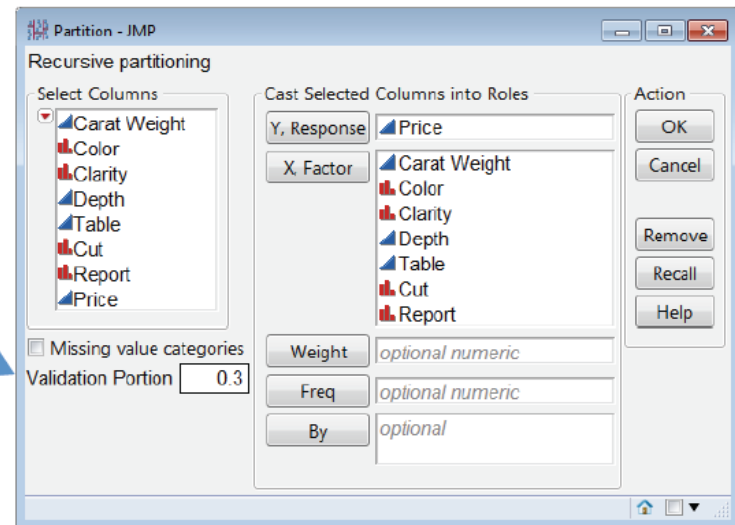 Partition - JMP
Recursive partitioning
Select Columns
Carat Weight
Color
Clarity
Depth
Table
Cut
Report
Price
Missing value categories
Validation Portion 0.3
Cast Selected Columns into Roles
Y, Response Price
X, Factor Carat Weight
Color
Clarity
Depth
Table
Cut
Report
Weight optional numeric
Freq optional numeric
By optional
Action
OK
Cancel
Remove
Recall
Help